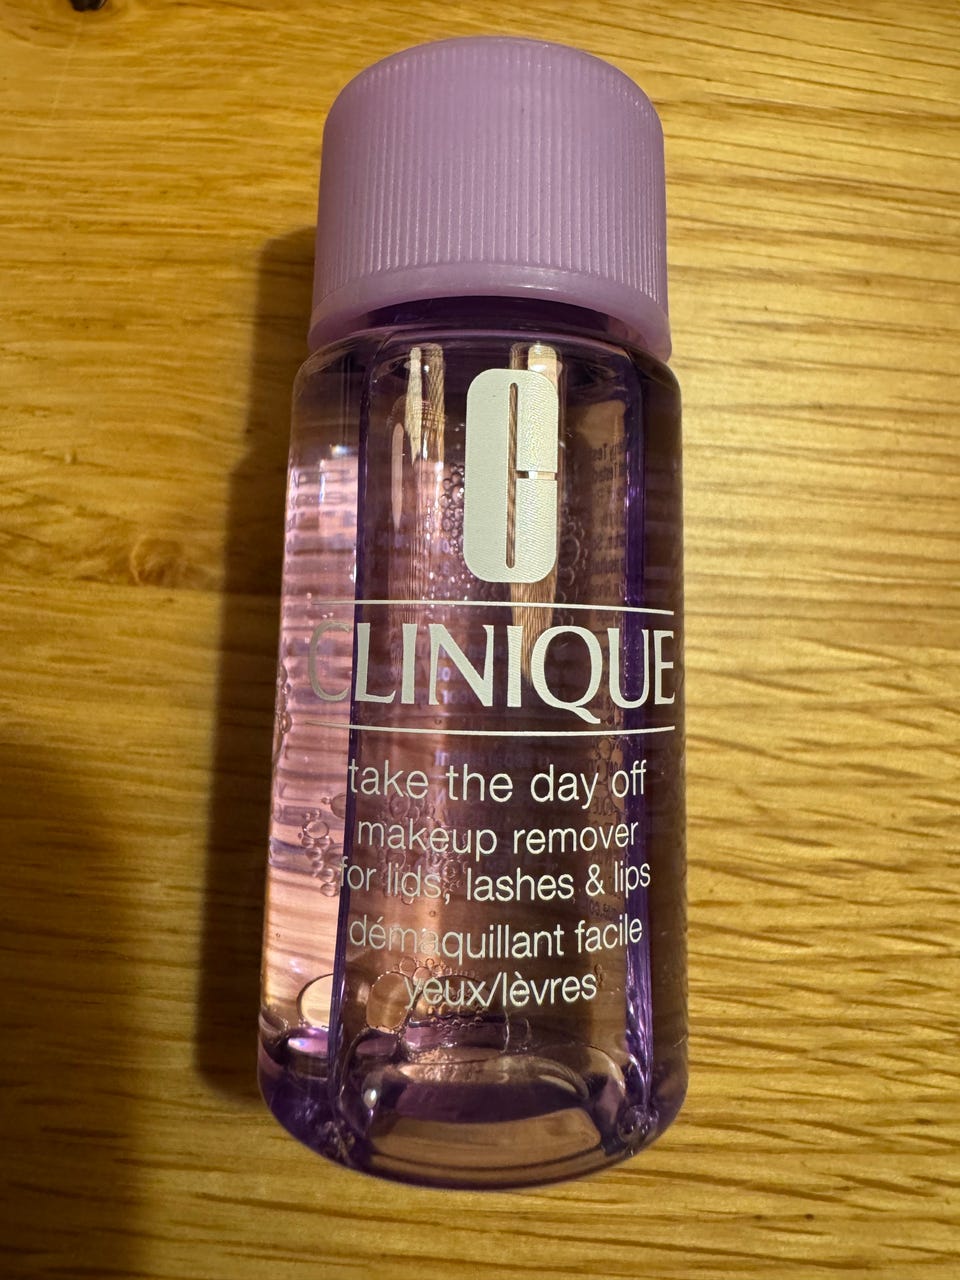 C
CLINIQUE
take the day off
makeup remover
for lids, lashes & lips
démaquillant facile
yeux/lèvres